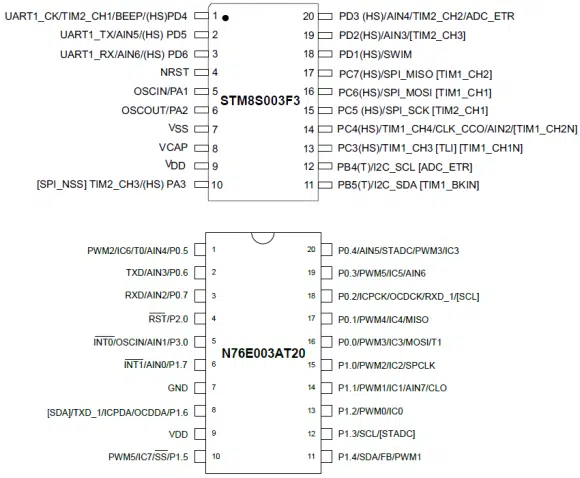 UART1_CK/TIM2_CH1/BEEP/(HS)PD4 1 20 PD3 (HS)/AIN4/TIM2_CH2/ADC_ETR
UART1_TX/AIN5/(HS) PD5 2 19 PD2(HS)/AIN3/[TIM2_CH3]
UART1_RX/AIN6/(HS) PD6 3 18 PD1(HS)/SWIM
NRST 4 17 PC7(HS)/SPI_MISO [TIM1_CH2]
OSCIN/PA1 5 16 PC6(HS)/SPI_MOSI [TIM1_CH1]
STM8S003F3
OSCOUT/PA2 6 15 PC5 (HS)/SPI_SCK [TIM2_CH1]
VSS 7 14 PC4(HS)/TIM1_CH4/CLK_CCO/AIN2/[TIM1_CH2N]
VCAP 8 13 PC3(HS)/TIM1_CH3 [TLI] [TIM1_CH1N]
VDD 9 12 PB4(T)/I2C_SCL [ADC_ETR]
[SPI_NSS] TIM2_CH3/(HS) PA3 10 11 PB5(T)/I2C_SDA [TIM1_BKIN]
PWM2/IC6/T0/AIN4/P0.5 1 20 P0.4/AIN5/STADC/PWM3/IC3
TXD/AIN3/P0.6 2 19 P0.3/PWM5/IC5/AIN6
RXD/AIN2/P0.7 3 18 P0.2/ICPCK/OCDCK/RXD_1/[SCL]
RST/P2.0 4 17 P0.1/PWM4/IC4/MISO
INT0/OSCIN/AIN1/P3.0 5 16 P0.0/PWM3/IC3/MOSI/T1
N76E003AT20
INT1/AIN0/P1.7 6 15 P1.0/PWM2/IC2/SPCLK
GND 7 14 P1.1/PWM1/IC1/AIN7/CLO
[SDA]/TXD_1/ICPDA/OCDDA/P1.6 8 13 P1.2/PWM0/IC0
VDD 9 12 P1.3/SCL/[STADC]
PWM5/IC7/SS/P1.5 10 11 P1.4/SDA/FB/PWM1